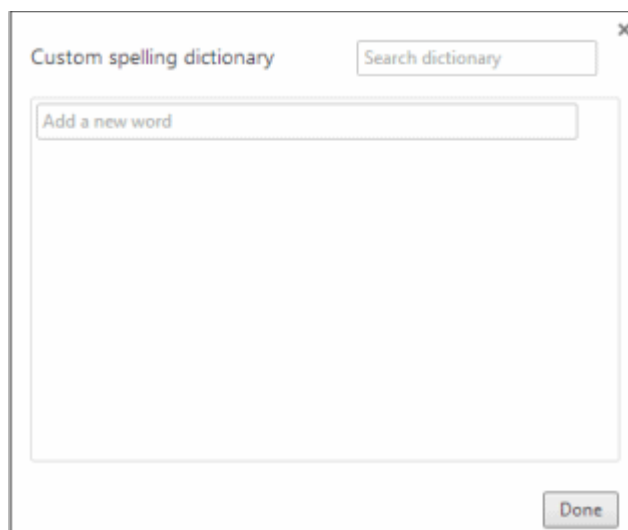 Custom spelling dictionary
Search dictionary
Add a new word
Done